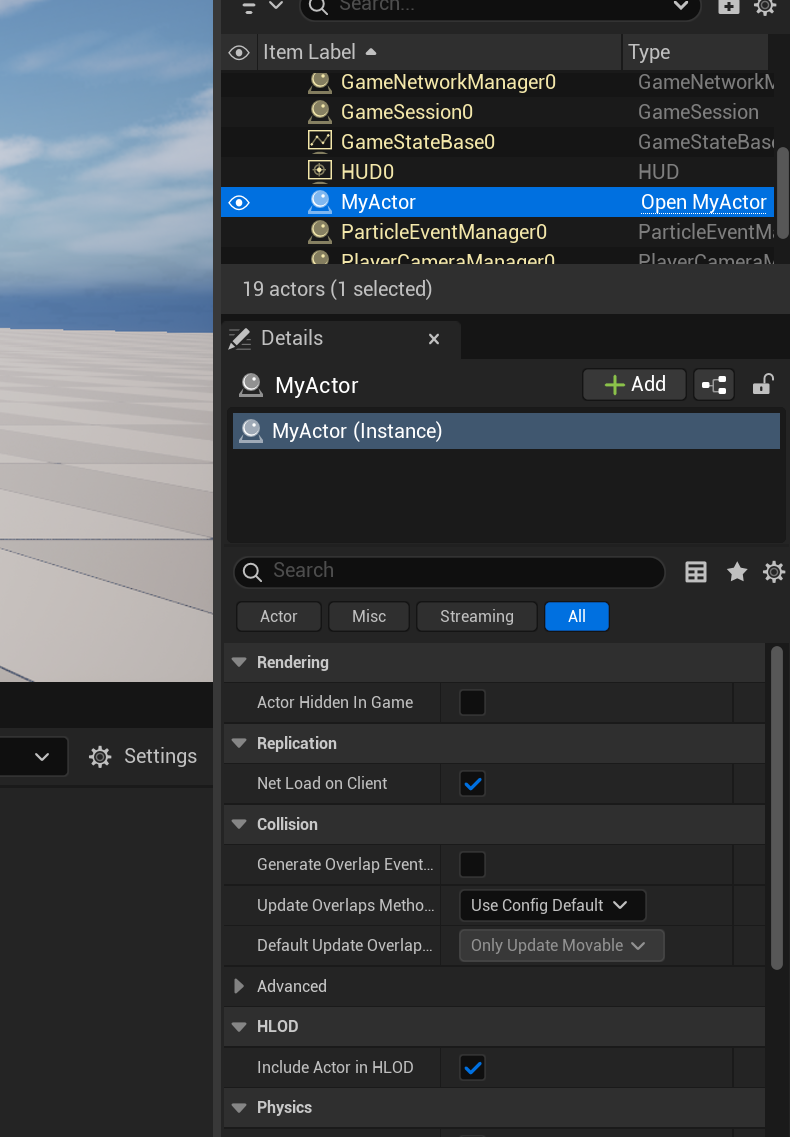 Search...
Item Label Type
GameNetworkManager0 GameNetworkM
GameSession0 GameSession
GameStateBase0 GameStateBase
HUD0 HUD
MyActor Open MyActor
ParticleEventManager0 ParticleEventMa
PlayerCameraManager0 PlayerCameraM
19 actors (1 selected)
Details
MyActor Add
MyActor (Instance)
Search
Actor Misc Streaming All
Rendering
Actor Hidden In Game
Replication
Net Load on Client
Settings
Collision
Generate Overlap Event...
Update Overlaps Metho... Use Config Default
Default Update Overlap... Only Update Movable
Advanced
HLOD
Include Actor in HLOD
Physics